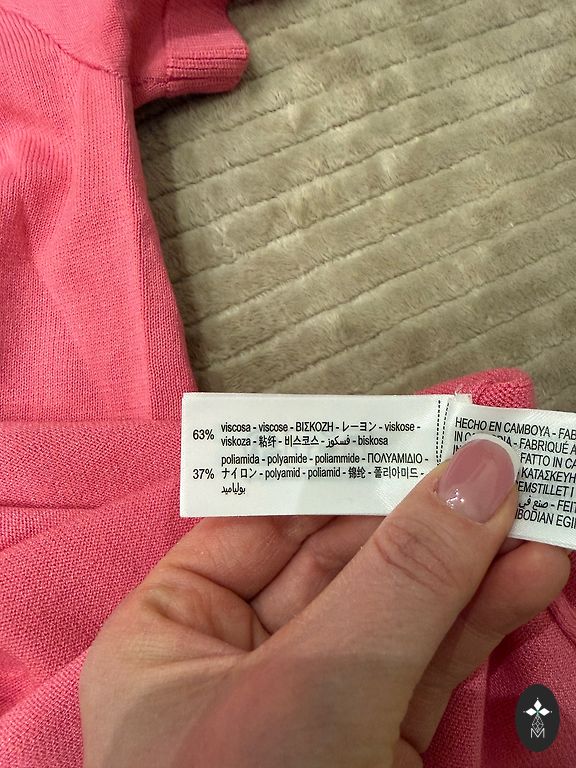 63% viscosa - viscose - ΒΙΣΚΟΖΗ - レーヨン - viskose -
viskoza - 粘纤 - 비스코스 - فسكوز - biskosa
poliamida - polyamide - poliammide - ΠΟΛΥΑΜΙΔΙΟ -
37% ナイロン - polyamid - poliamid - 锦纶 - 폴리아미드 -
بولياميد
HECHO EN CAMBOYA - FAB
IN - FABRIQUÉ A
FATTO IN CA
ΚΑΤΑΣΚΕΥΗ
EMSTILLET I
صنع في - FEIT
BODIAN EGI
M